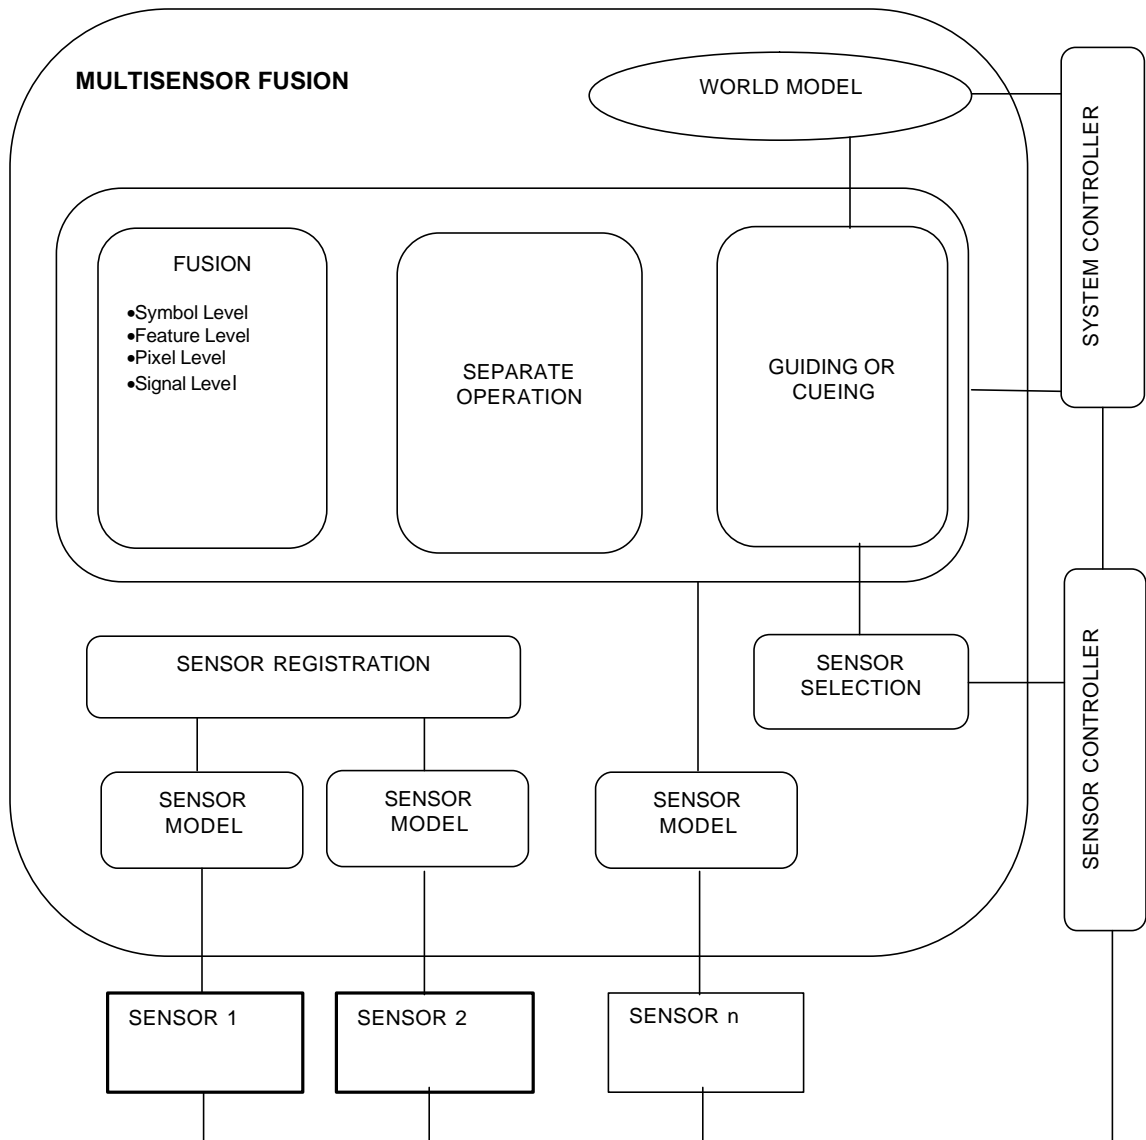 MULTISENSOR FUSION
WORLD MODEL
SYSTEM CONTROLLER
FUSION
•Symbol Level
•Feature Level
•Pixel Level
•Signal Level
SEPARATE
OPERATION
GUIDING OR
CUEING
SENSOR REGISTRATION
SENSOR
SELECTION
SENSOR CONTROLLER
SENSOR
MODEL
SENSOR
MODEL
SENSOR
MODEL
SENSOR 1
SENSOR 2
SENSOR n